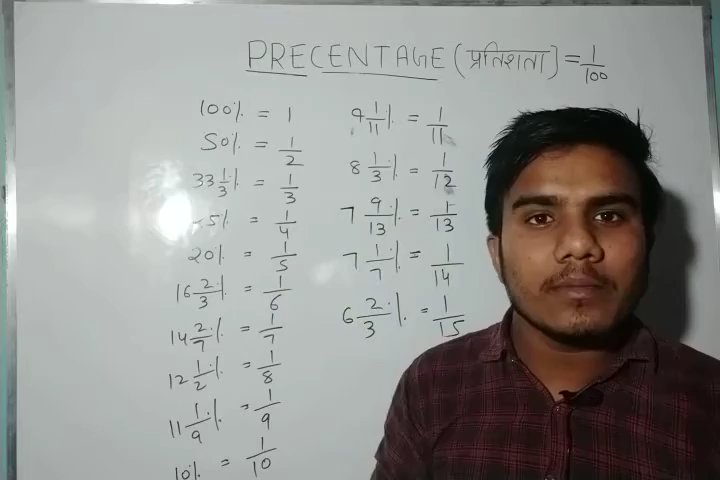 PRECENTAGE (प्रतिशता) = 1/100
100% = 1
50% = 1/2
33 1/3% = 1/3
-5% = 1/4
20% = 1/5
16 2/3% = 1/6
14 2/7% = 1/7
12 1/2% = 1/8
11 1/9% = 1/9
10% = 1/10
9 1/11% = 1/11
8 1/3% = 1/12
7 9/13% = 1/13
7 1/7% = 1/14
6 2/3% = 1/15